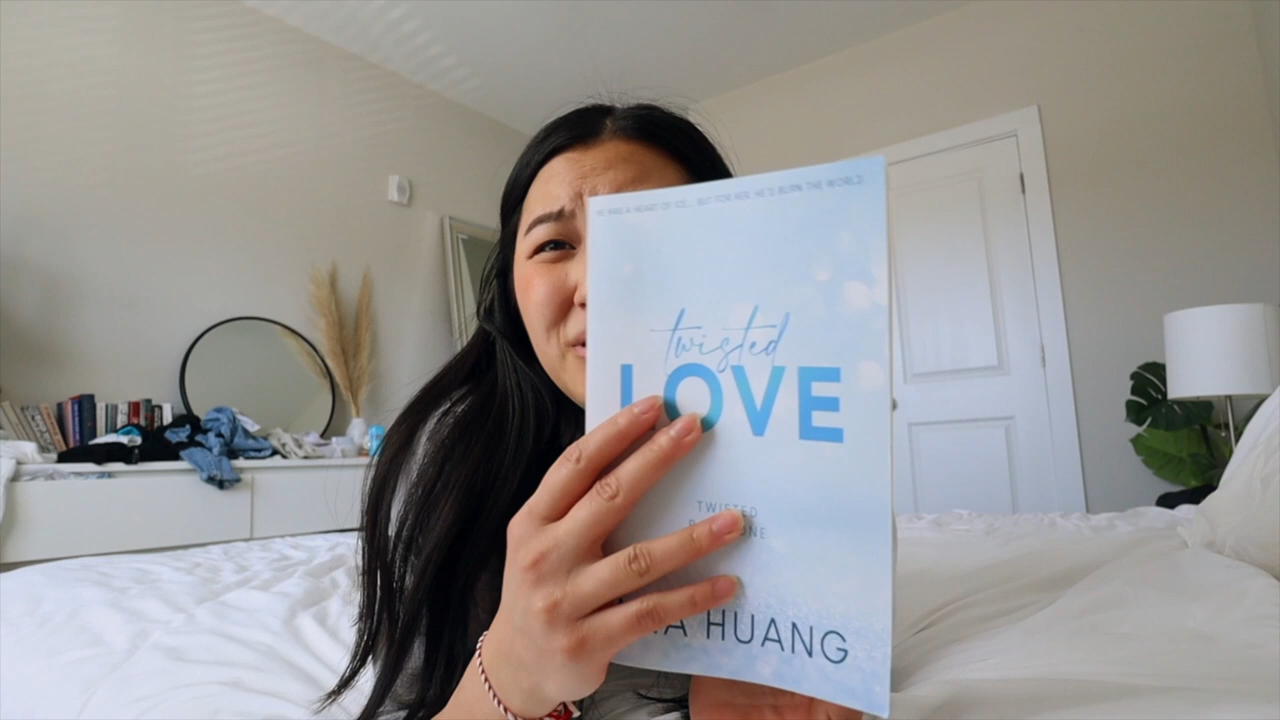 HE HAS A HEART OF ICE... BUT FOR HER, HE'D BURN THE WORLD
twisted
LOVE
TWISTED
HUANG